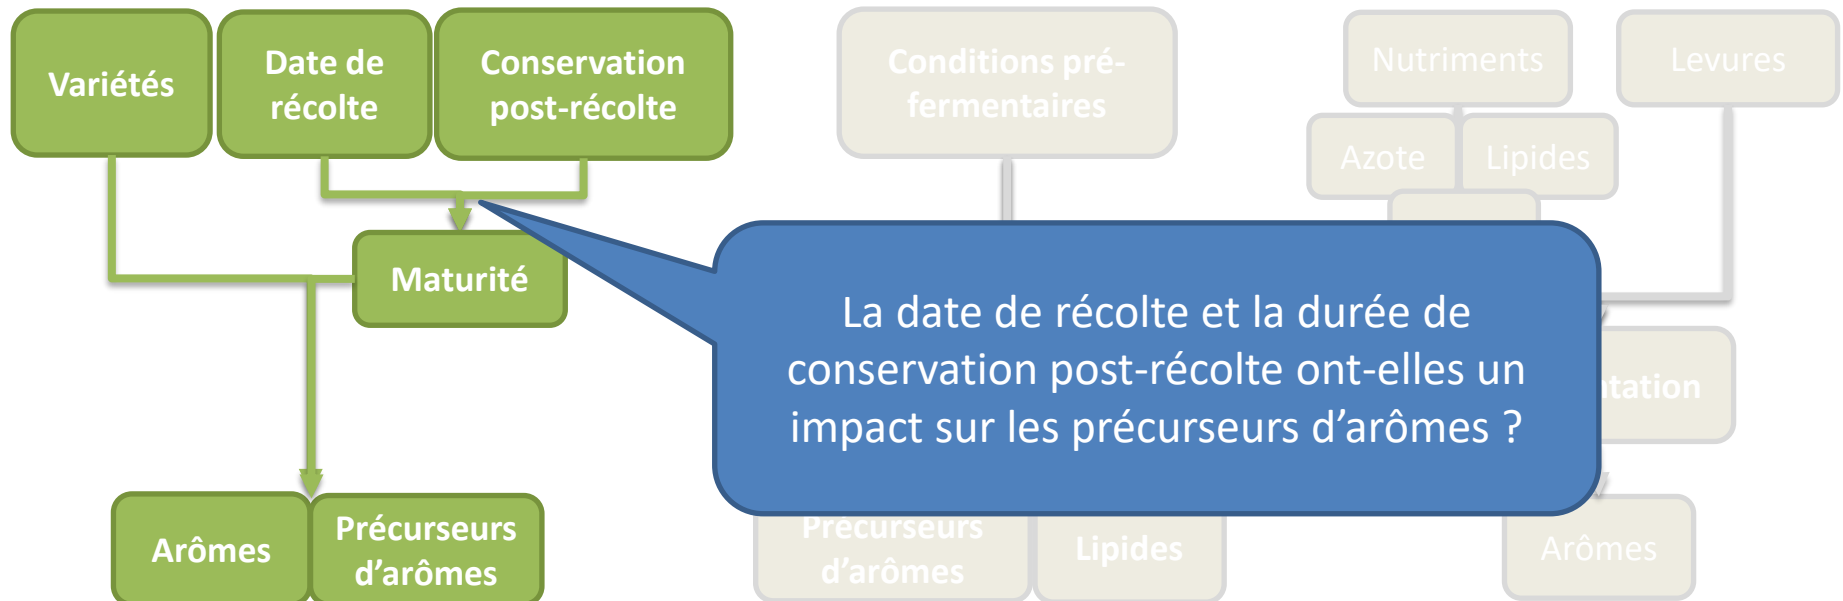 Variétés
Date de
récolte
Conservation
post-récolte
Conditions pré-
fermentaires
Nutriments
Levures
Azote
Lipides
Maturité
La date de récolte et la durée de
conservation post-récolte ont-elles un
impact sur les précurseurs d’arômes ?
ntation
Arômes
Précurseurs
d’arômes
Précurseurs
d’arômes
Lipides
Arômes